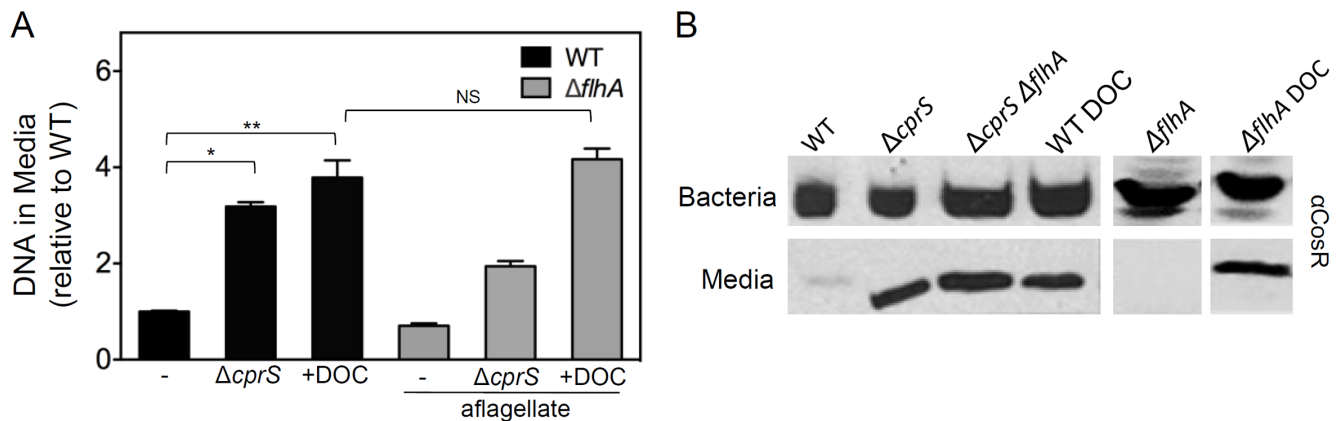 A
DNA in Media
(relative to WT)
6
4
2
0
WT
ΔflhA
NS
**
*
-
ΔcprS
+DOC
-
ΔcprS
+DOC
aflagellate
B
WT
ΔcprS
ΔcprS ΔflhA
WT DOC
ΔflhA
ΔflhA DOC
Bacteria
Media
αCosR